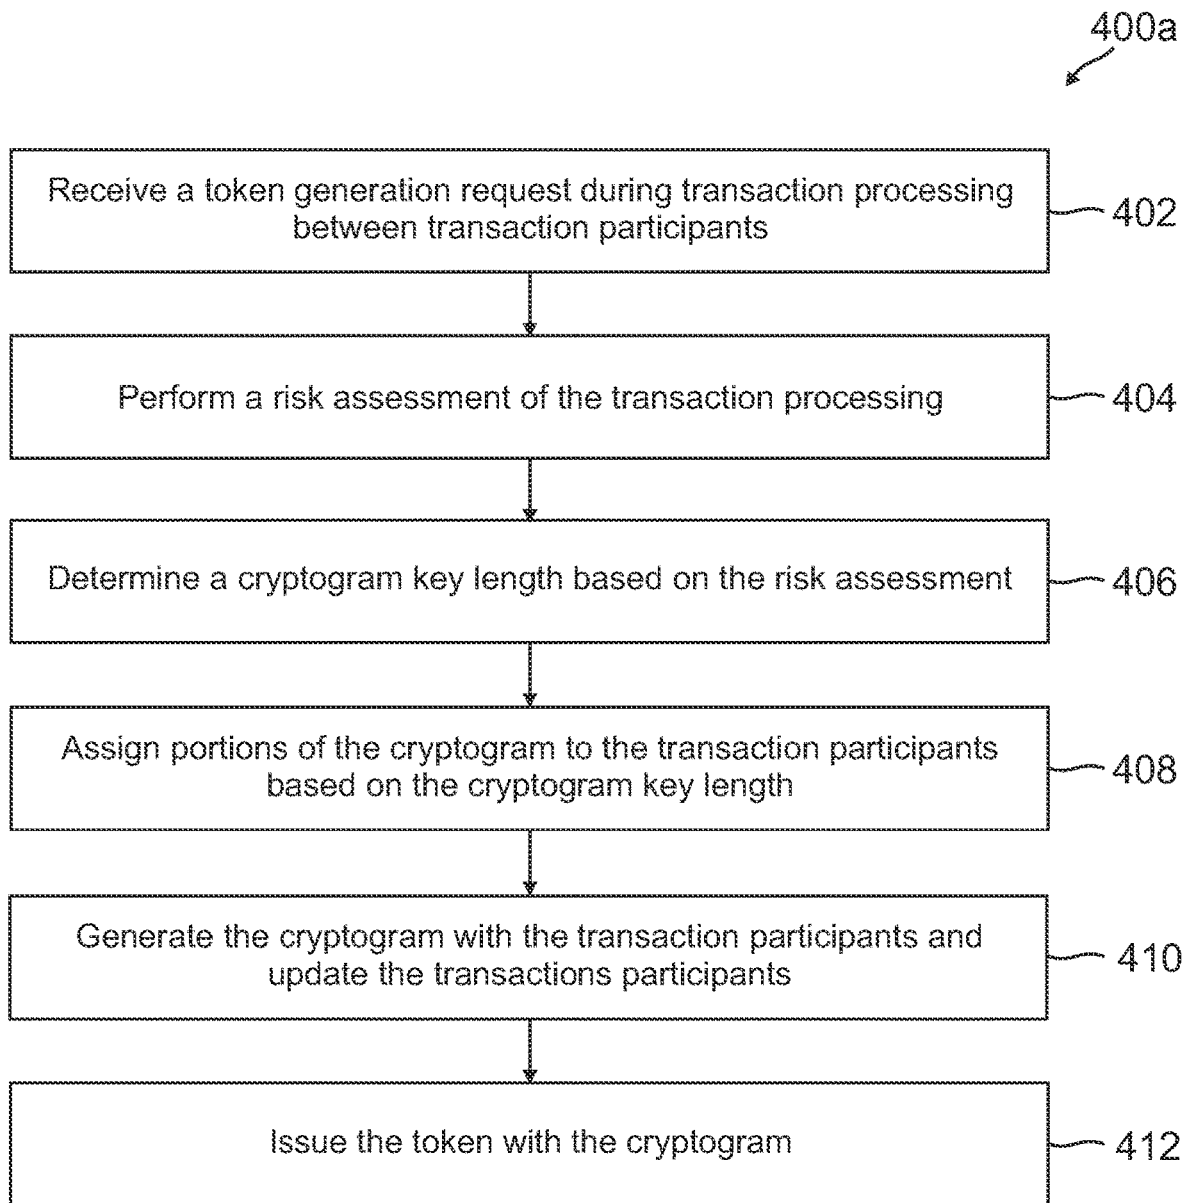 400a
Receive a token generation request during transaction processing
between transaction participants
402
Perform a risk assessment of the transaction processing
404
Determine a cryptogram key length based on the risk assessment
406
Assign portions of the cryptogram to the transaction participants
based on the cryptogram key length
408
Generate the cryptogram with the transaction participants and
update the transactions participants
410
Issue the token with the cryptogram
412